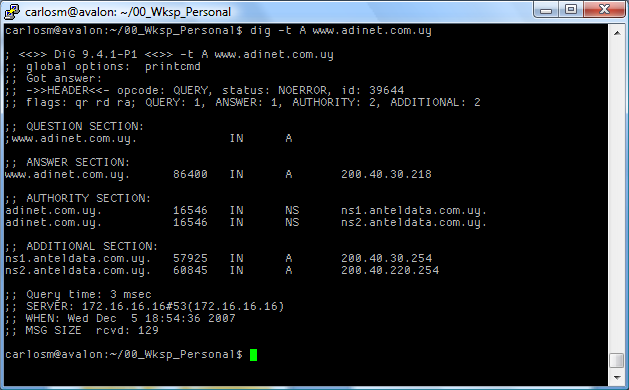 carlosm@avalon: ~/00_Wksp_Personal
carlosm@avalon:~/00_Wksp_Personal$ dig -t A www.adinet.com.uy

; <<>> DiG 9.4.1-P1 <<>> -t A www.adinet.com.uy
;; global options:  printcmd
;; Got answer:
;; ->>HEADER<<- opcode: QUERY, status: NOERROR, id: 39644
;; flags: qr rd ra; QUERY: 1, ANSWER: 1, AUTHORITY: 2, ADDITIONAL: 2

;; QUESTION SECTION:
;www.adinet.com.uy.             IN      A

;; ANSWER SECTION:
www.adinet.com.uy.      86400   IN      A       200.40.30.218

;; AUTHORITY SECTION:
adinet.com.uy.          16546   IN      NS      ns1.anteldata.com.uy.
adinet.com.uy.          16546   IN      NS      ns2.anteldata.com.uy.

;; ADDITIONAL SECTION:
ns1.anteldata.com.uy.   57925   IN      A       200.40.30.254
ns2.anteldata.com.uy.   60845   IN      A       200.40.220.254

;; Query time: 3 msec
;; SERVER: 172.16.16.16#53(172.16.16.16)
;; WHEN: Wed Dec  5 18:54:36 2007
;; MSG SIZE  rcvd: 129

carlosm@avalon:~/00_Wksp_Personal$